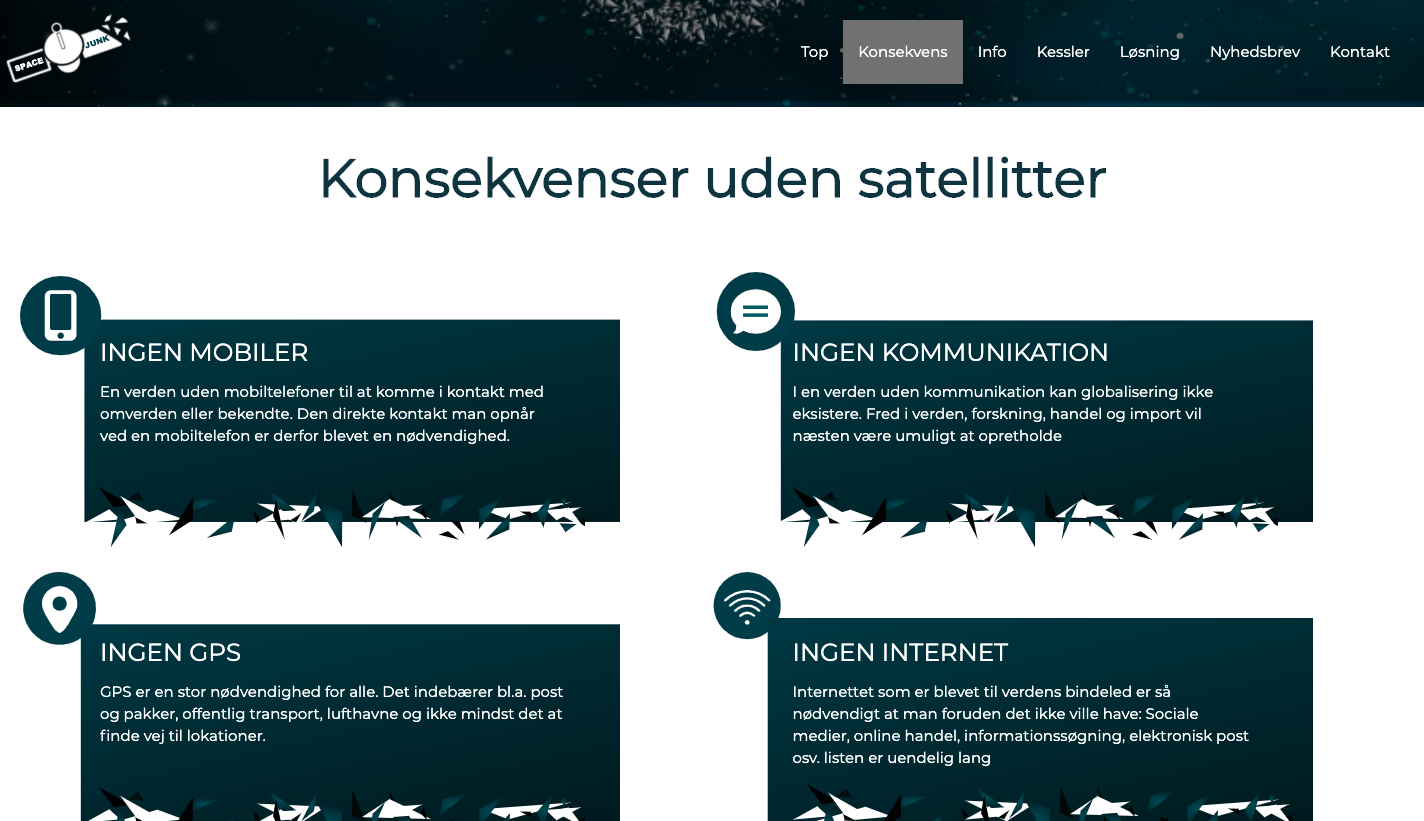 SPACE JUNK
Top Konsekvens Info Kessler Løsning Nyhedsbrev Kontakt
Konsekvenser uden satellitter
INGEN MOBILER
En verden uden mobiltelefoner til at komme i kontakt med
omverden eller bekendte. Den direkte kontakt man opnår
ved en mobiltelefon er derfor blevet en nødvendighed.
INGEN KOMMUNIKATION
I en verden uden kommunikation kan globalisering ikke
eksistere. Fred i verden, forskning, handel og import vil
næsten være umuligt at opretholde
INGEN GPS
GPS er en stor nødvendighed for alle. Det indebærer bl.a. post
og pakker, offentlig transport, lufthavne og ikke mindst det at
finde vej til lokationer.
INGEN INTERNET
Internettet som er blevet til verdens bindeled er så
nødvendigt at man foruden det ikke ville have: Sociale
medier, online handel, informationssøgning, elektronisk post
osv. listen er uendelig lang